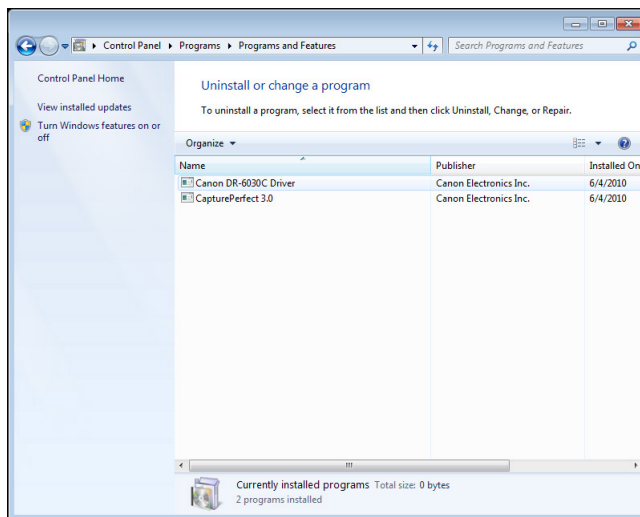 Control Panel Programs Programs and Features Search Programs and Features
Control Panel Home
View installed updates
Turn Windows features on or
off
Uninstall or change a program
To uninstall a program, select it from the list and then click Uninstall, Change, or Repair.
Organize
Name Publisher Installed On
Canon DR-6030C Driver Canon Electronics Inc. 6/4/2010
CapturePerfect 3.0 Canon Electronics Inc. 6/4/2010
Currently installed programs Total size: 0 bytes
2 programs installed